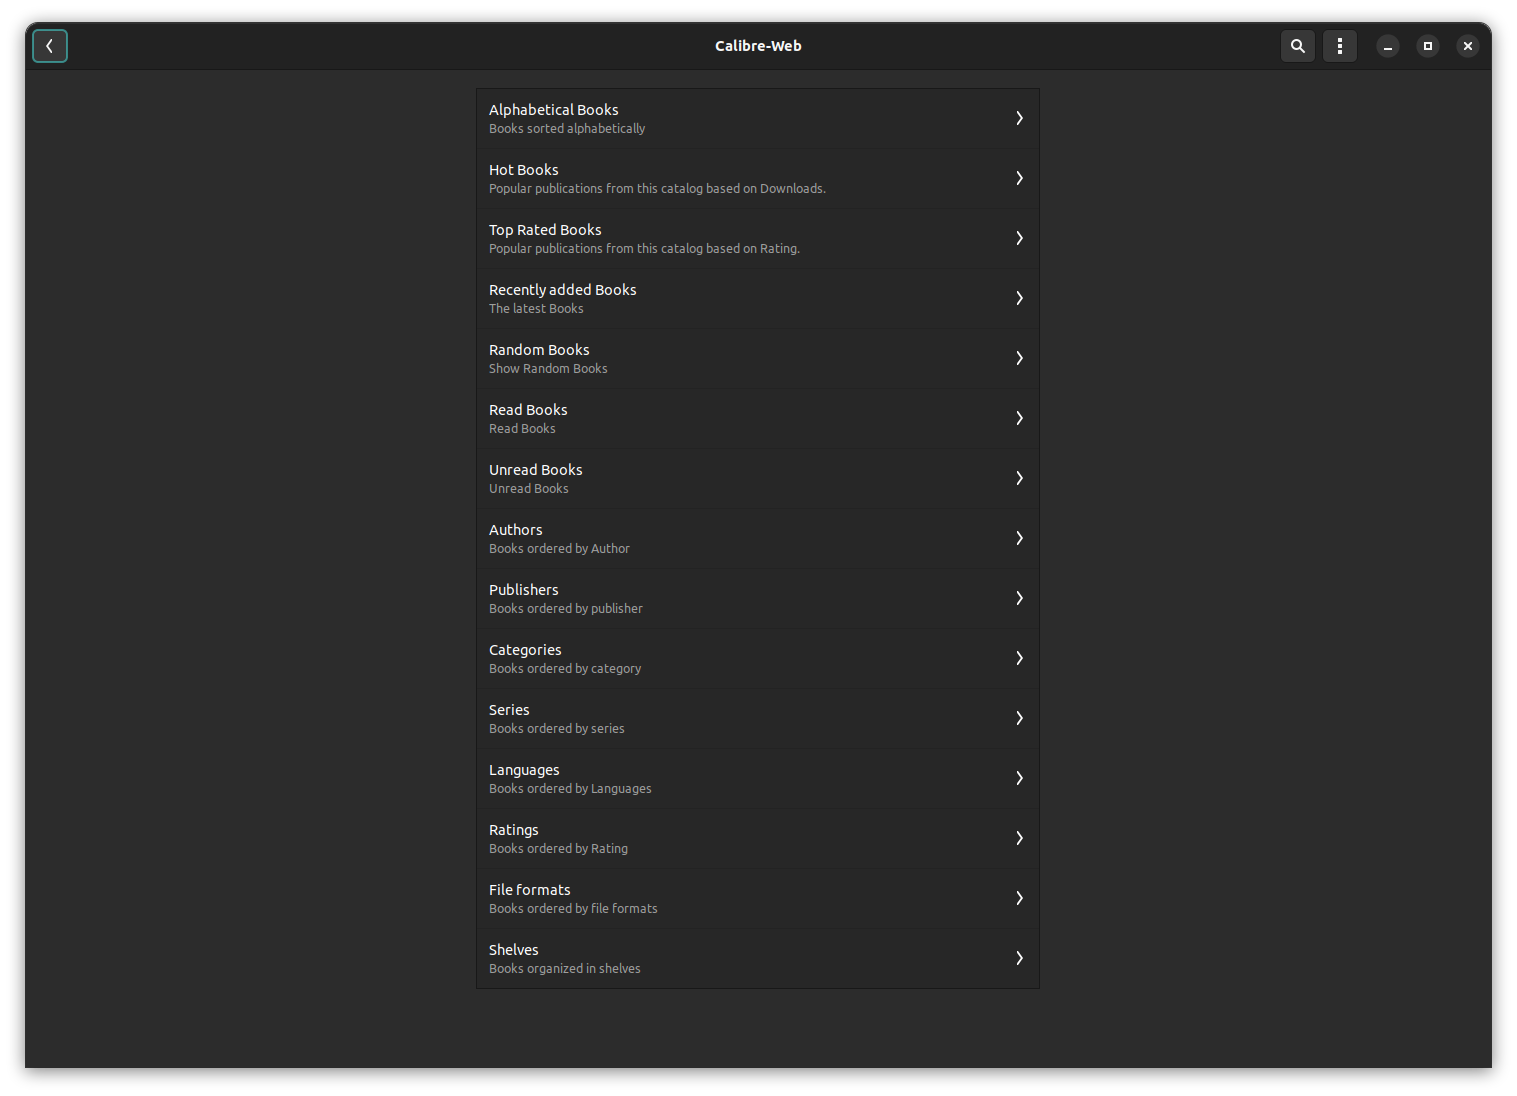 Calibre-Web
Alphabetical Books
Books sorted alphabetically
Hot Books
Popular publications from this catalog based on Downloads.
Top Rated Books
Popular publications from this catalog based on Rating.
Recently added Books
The latest Books
Random Books
Show Random Books
Read Books
Read Books
Unread Books
Unread Books
Authors
Books ordered by Author
Publishers
Books ordered by publisher
Categories
Books ordered by category
Series
Books ordered by series
Languages
Books ordered by Languages
Ratings
Books ordered by Rating
File formats
Books ordered by file formats
Shelves
Books organized in shelves